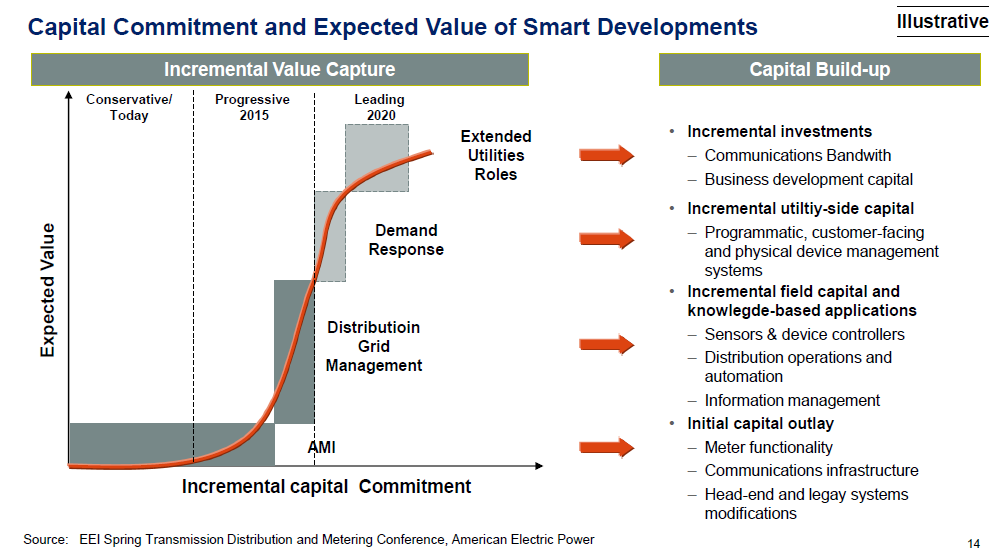 Capital Commitment and Expected Value of Smart Developments
Illustrative
Incremental Value Capture
Conservative/
Today
Progressive
2015
Leading
2020
Extended
Utilities
Roles
Demand
Response
Distributioin
Grid
Management
AMI
Expected Value
Incremental capital Commitment
Capital Build-up
• Incremental investments
– Communications Bandwith
– Business development capital
• Incremental utiltiy-side capital
– Programmatic, customer-facing
and physical device management
systems
• Incremental field capital and
knowlegde-based applications
– Sensors & device controllers
– Distribution operations and
automation
– Information management
• Initial capital outlay
– Meter functionality
– Communications infrastructure
– Head-end and legay systems
modifications
Source: EEI Spring Transmission Distribution and Metering Conference, American Electric Power
14